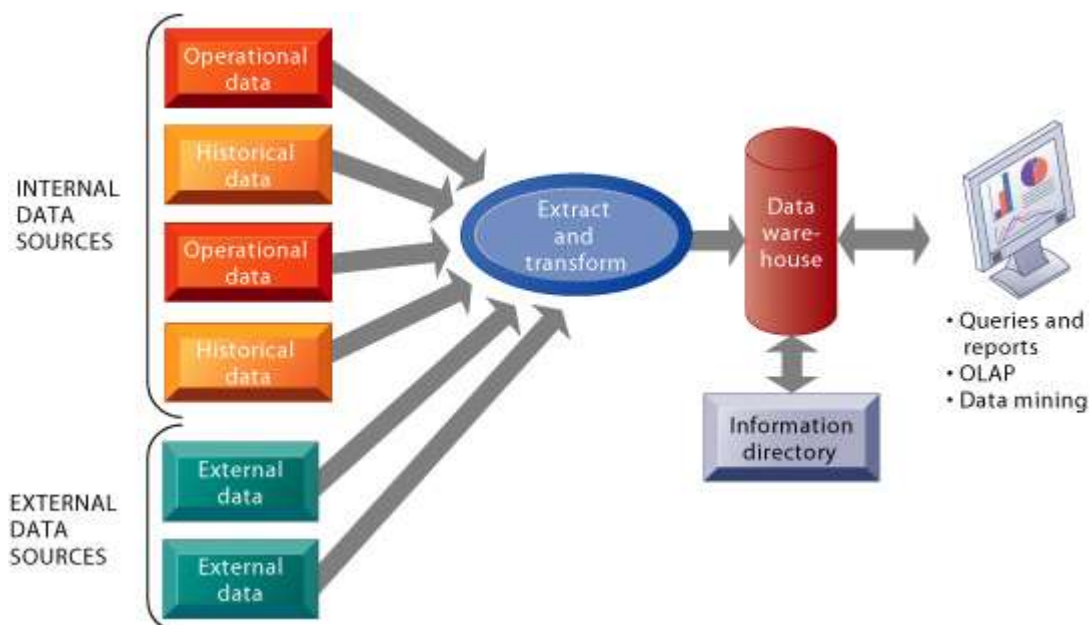 INTERNAL
DATA
SOURCES
Operational
data
Historical
data
Operational
data
Historical
data
EXTERNAL
DATA
SOURCES
External
data
External
data
Extract
and
transform
Data
ware-
house
Information
directory
• Queries and
reports
• OLAP
• Data mining